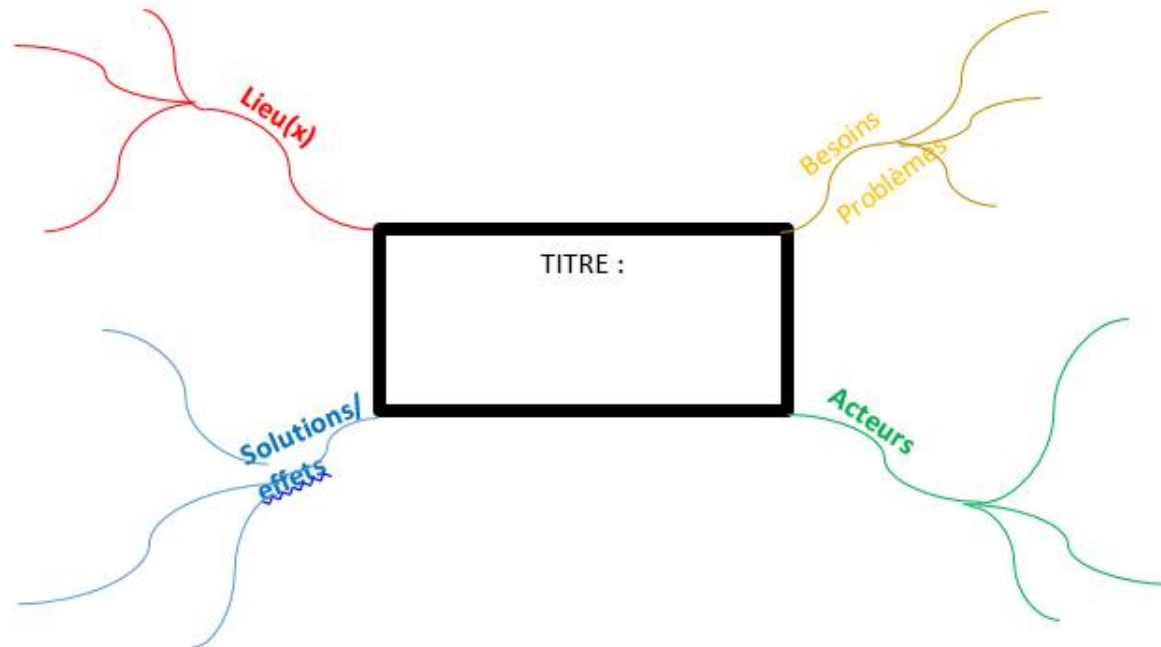 Lieu(x)
Besoins
Problèmes
TITRE :
Solutions/
effets
Acteurs